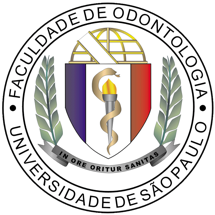 FACULDADE DE ODONTOLOGIA
IN ORE ORITUR SANITAS
UNIVERSIDADE DE SÃO PAULO